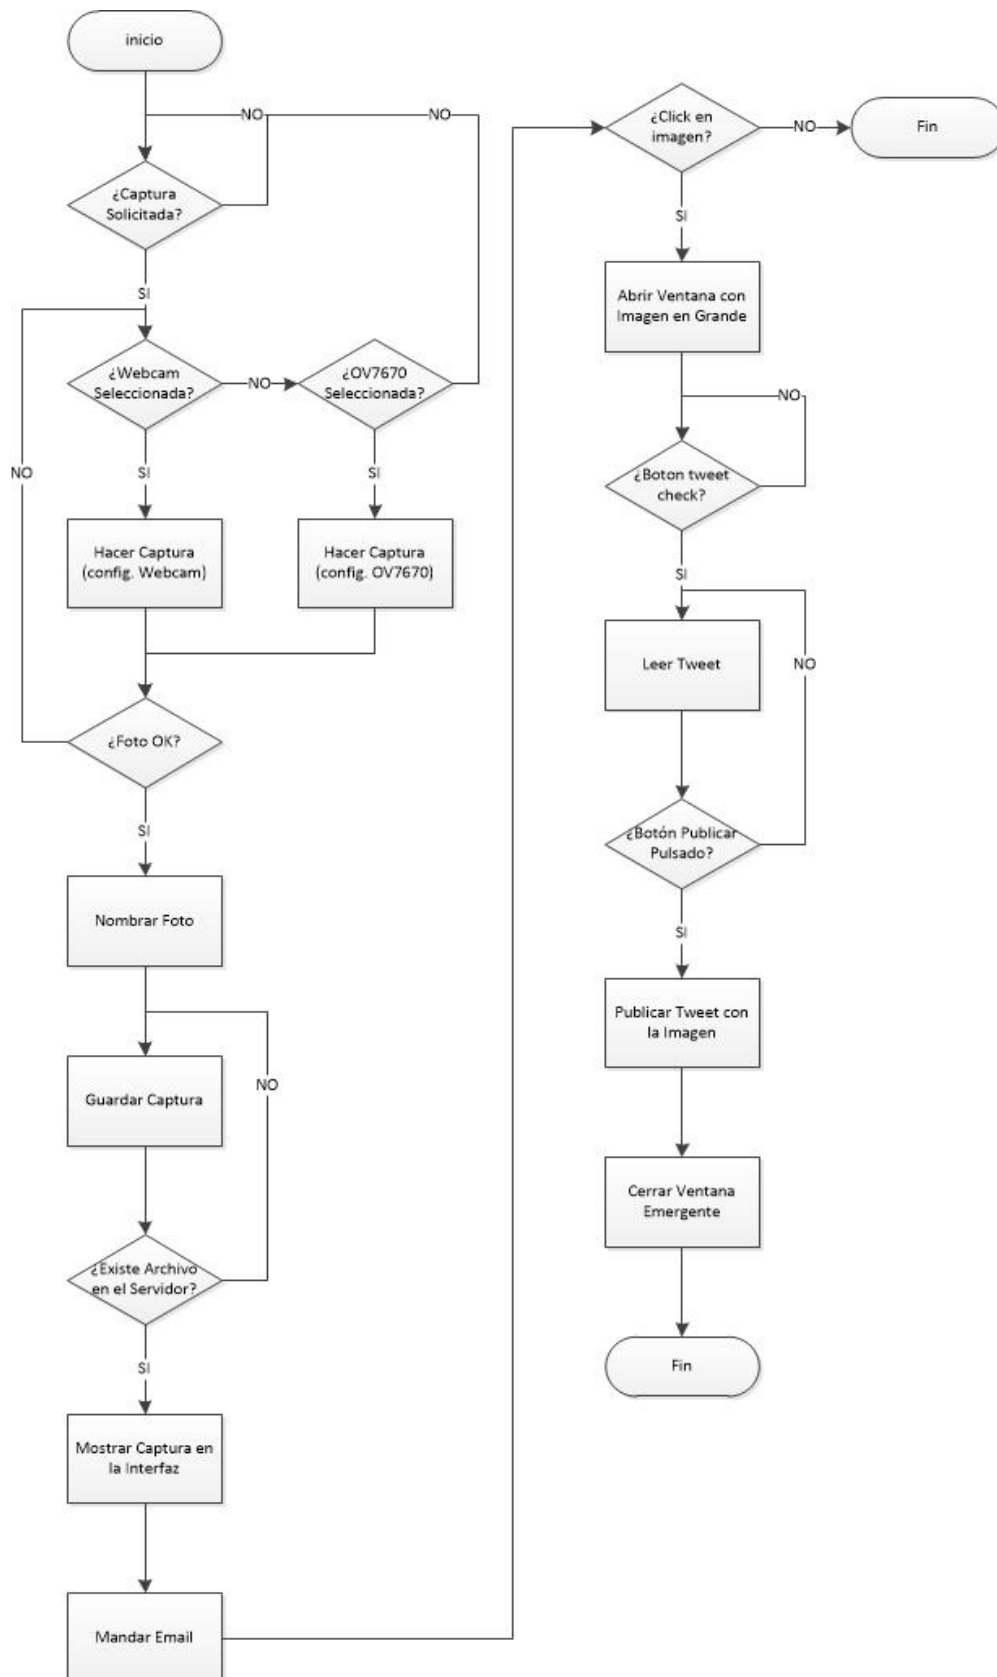 inicio
NO
NO
¿Captura
Solicitada?
SI
¿Webcam
Seleccionada?
NO
¿OV7670
Seleccionada?
NO
SI
SI
Hacer Captura
(config. Webcam)
Hacer Captura
(config. OV7670)
¿Foto OK?
SI
Nombrar Foto
Guardar Captura
NO
¿Existe Archivo
en el Servidor?
SI
Mostrar Captura en
la Interfaz
Mandar Email
¿Click en
imagen?
NO
Fin
SI
Abrir Ventana con
Imagen en Grande
NO
¿Boton tweet
check?
SI
Leer Tweet
NO
¿Botón Publicar
Pulsado?
SI
Publicar Tweet con
la Imagen
Cerrar Ventana
Emergente
Fin